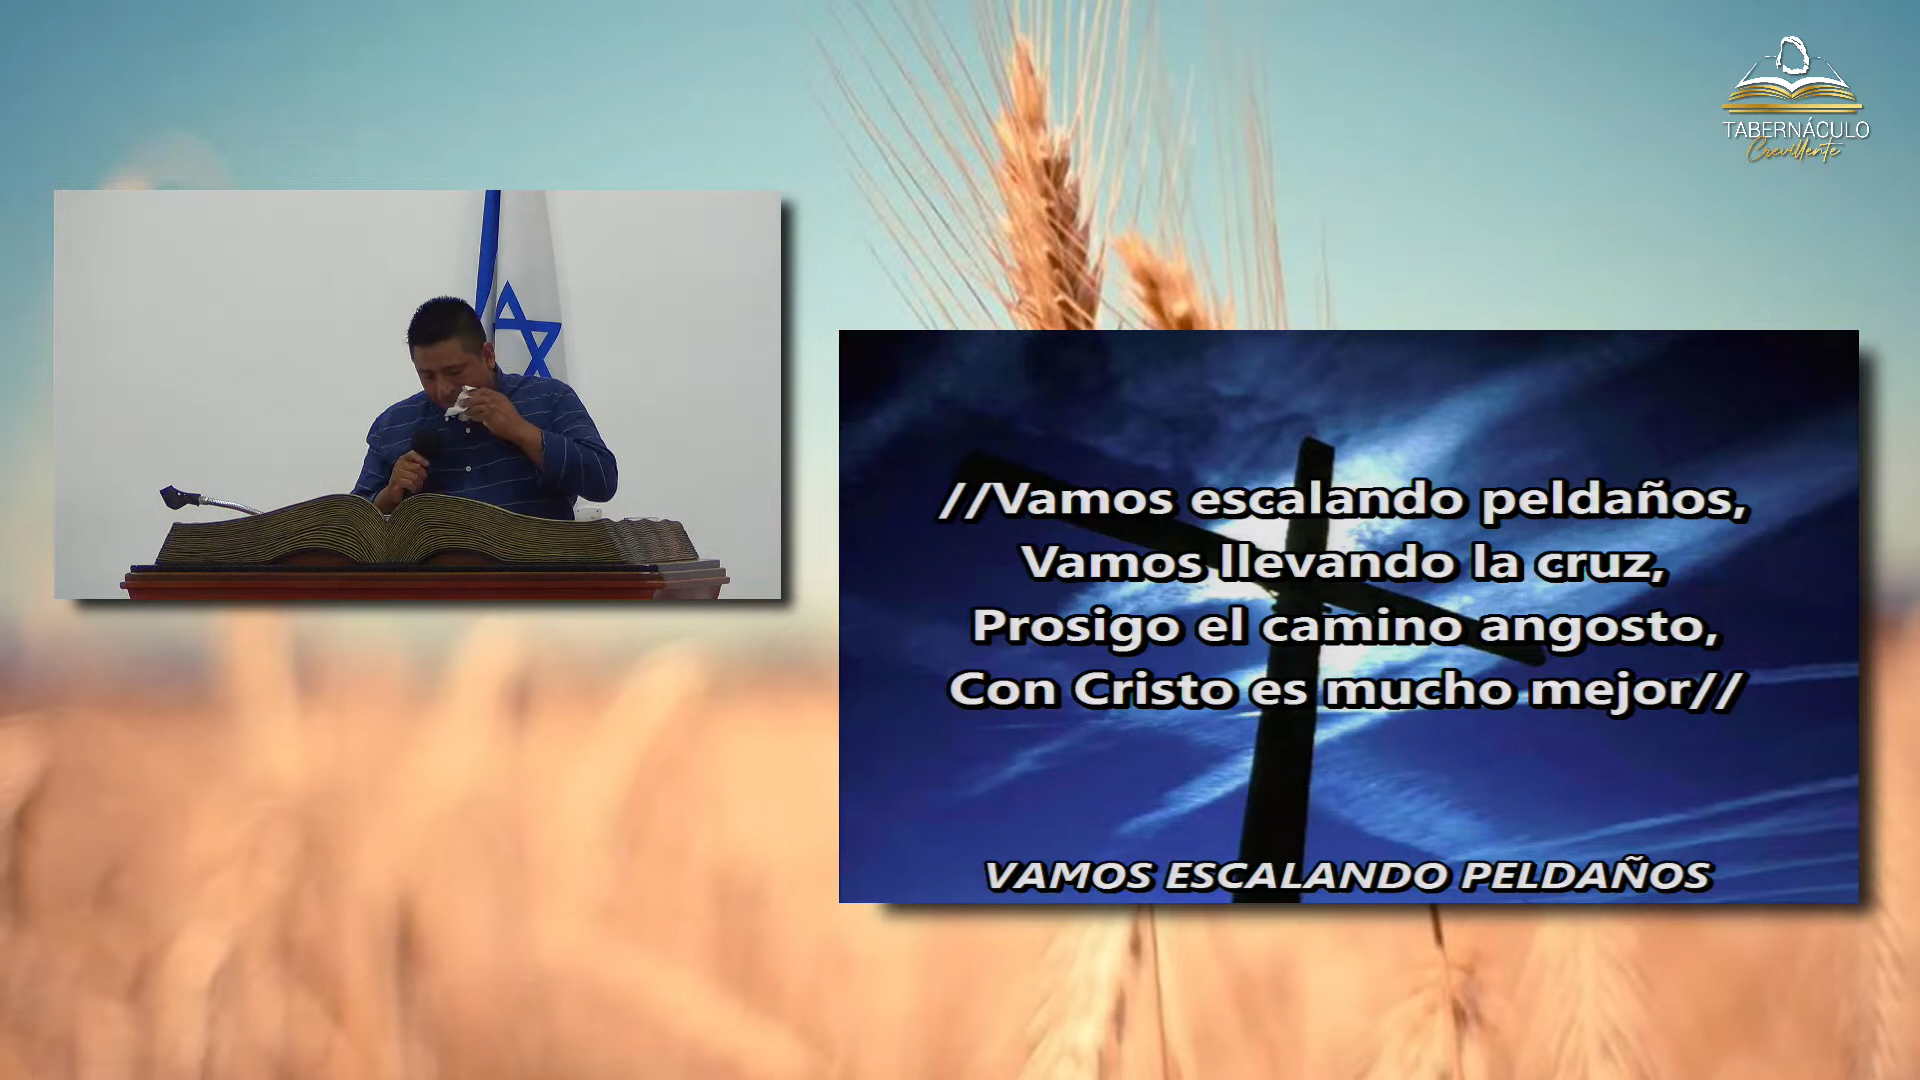 TABERNÁCULO
Crevillente
//Vamos escalando peldaños,
Vamos llevando la cruz,
Prosigo el camino angosto,
Con Cristo es mucho mejor//
VAMOS ESCALANDO PELDAÑOS